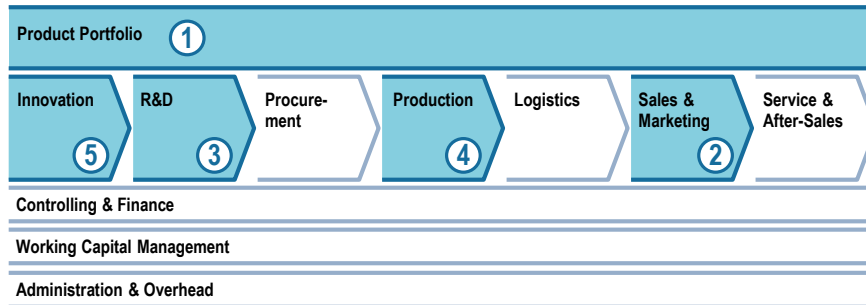 Product Portfolio 1
Innovation
R&D
Procure-
ment
Production
Logistics
Sales &
Marketing
Service &
After-Sales
5
3
4
2
Controlling & Finance
Working Capital Management
Administration & Overhead